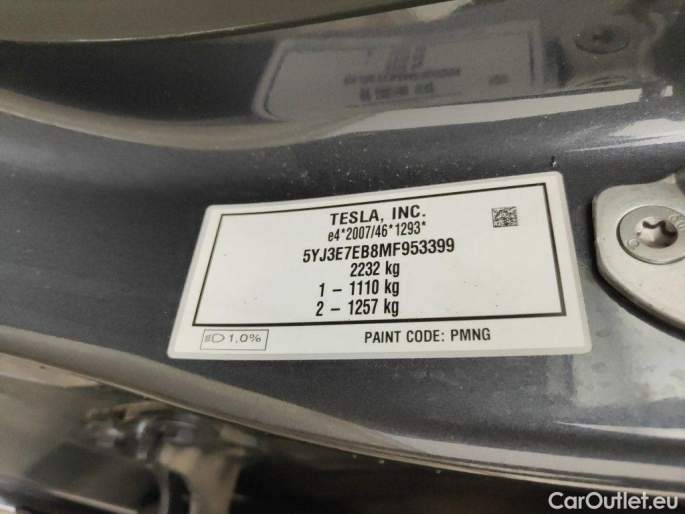 TESLA, INC.
e4*2007/46*1293*
5YJ3E7EB8MF953399
2232 kg
1 – 1110 kg
2 – 1257 kg
1,0%
PAINT CODE: PMNG
CarOutlet.eu